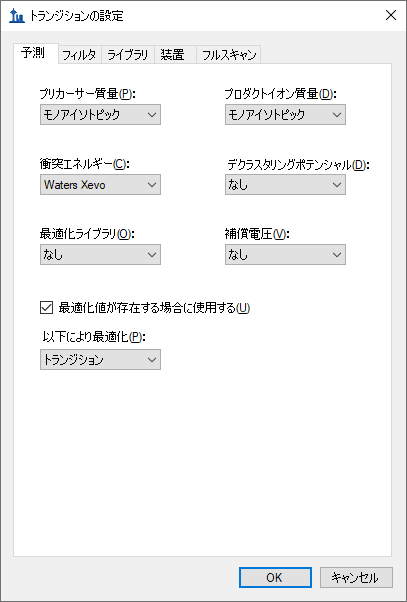 トランジションの設定
予測 フィルタ ライブラリ 装置 フルスキャン
プリカーサー質量(P): プロダクトイオン質量(D):
モノアイソトピック モノアイソトピック
衝突エネルギー(C): デクラスタリングポテンシャル(D):
Waters Xevo なし
最適化ライブラリ(O): 補償電圧(V):
なし なし
最適化値が存在する場合に使用する(U)
以下により最適化(P):
トランジション
OK キャンセル